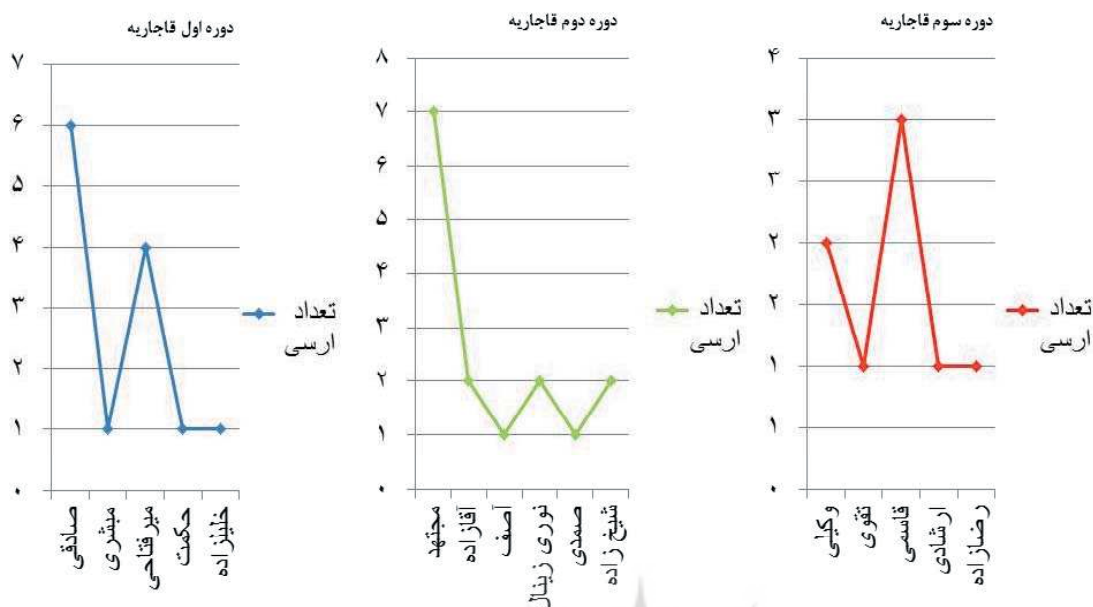 دوره اول قاجاریه
۷
۶
۵
۴
۳
۲
۱
۰
صادقی
مبشری
میرفتاحی
حکمت
خلیلزاده
تعداد
ارسی
دوره دوم قاجاریه
۸
۷
۶
۵
۴
۳
۲
۱
۰
مجتهد
آقازاده
آصف
نوری زینال
صمدی
شیخ زاده
تعداد
ارسی
دوره سوم قاجاریه
۴
۳
۳
۲
۲
۱
۱
۰
وکیلی
تقوی
قاسمی
ارشادی
رضازاده
تعداد
ارسی